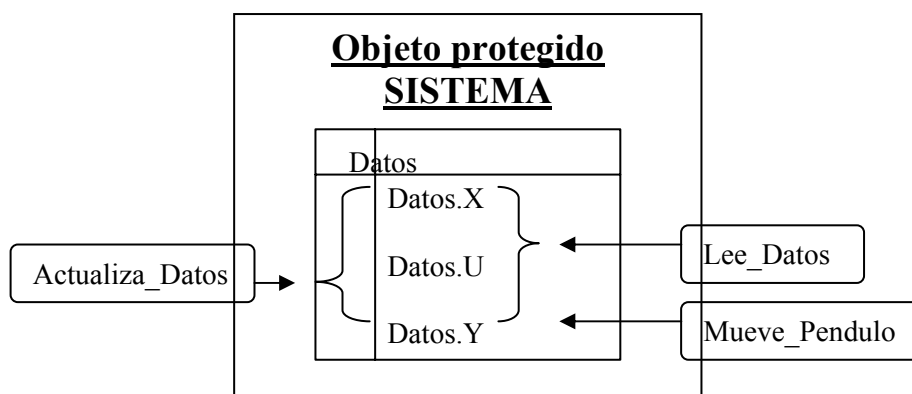 Objeto protegido
SISTEMA
Datos
Datos.X
Datos.U
Datos.Y
Actualiza_Datos
Lee_Datos
Mueve_Pendulo